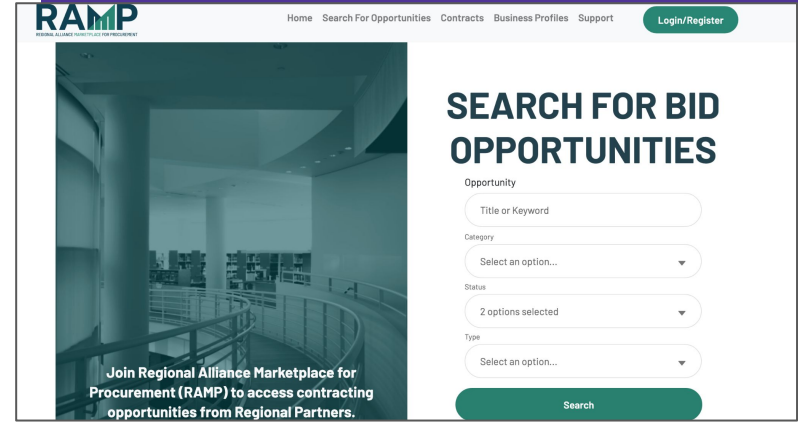 RAMP
REGIONAL ALLIANCE MARKETPLACE FOR PROCUREMENT
Home Search For Opportunities Contracts Business Profiles Support Login/Register
SEARCH FOR BID
OPPORTUNITIES
Opportunity
Title or Keyword
Category
Select an option...
Status
2 options selected
Type
Select an option...
Search
Join Regional Alliance Marketplace for
Procurement (RAMP) to access contracting
opportunities from Regional Partners.